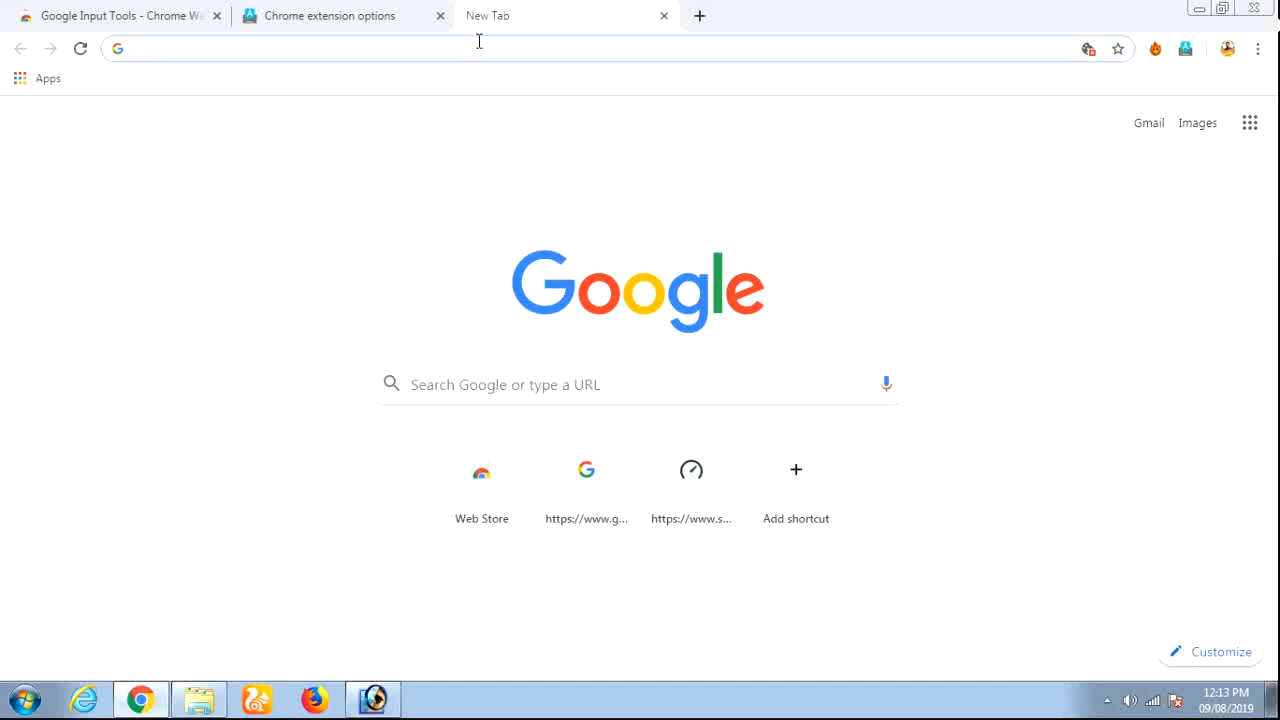 Google Input Tools - Chrome We
Chrome extension options
New Tab
Apps
Gmail
Images
Google
Search Google or type a URL
Web Store
https://www.g...
https://www.s...
Add shortcut
Customize
12:13 PM
09/08/2019